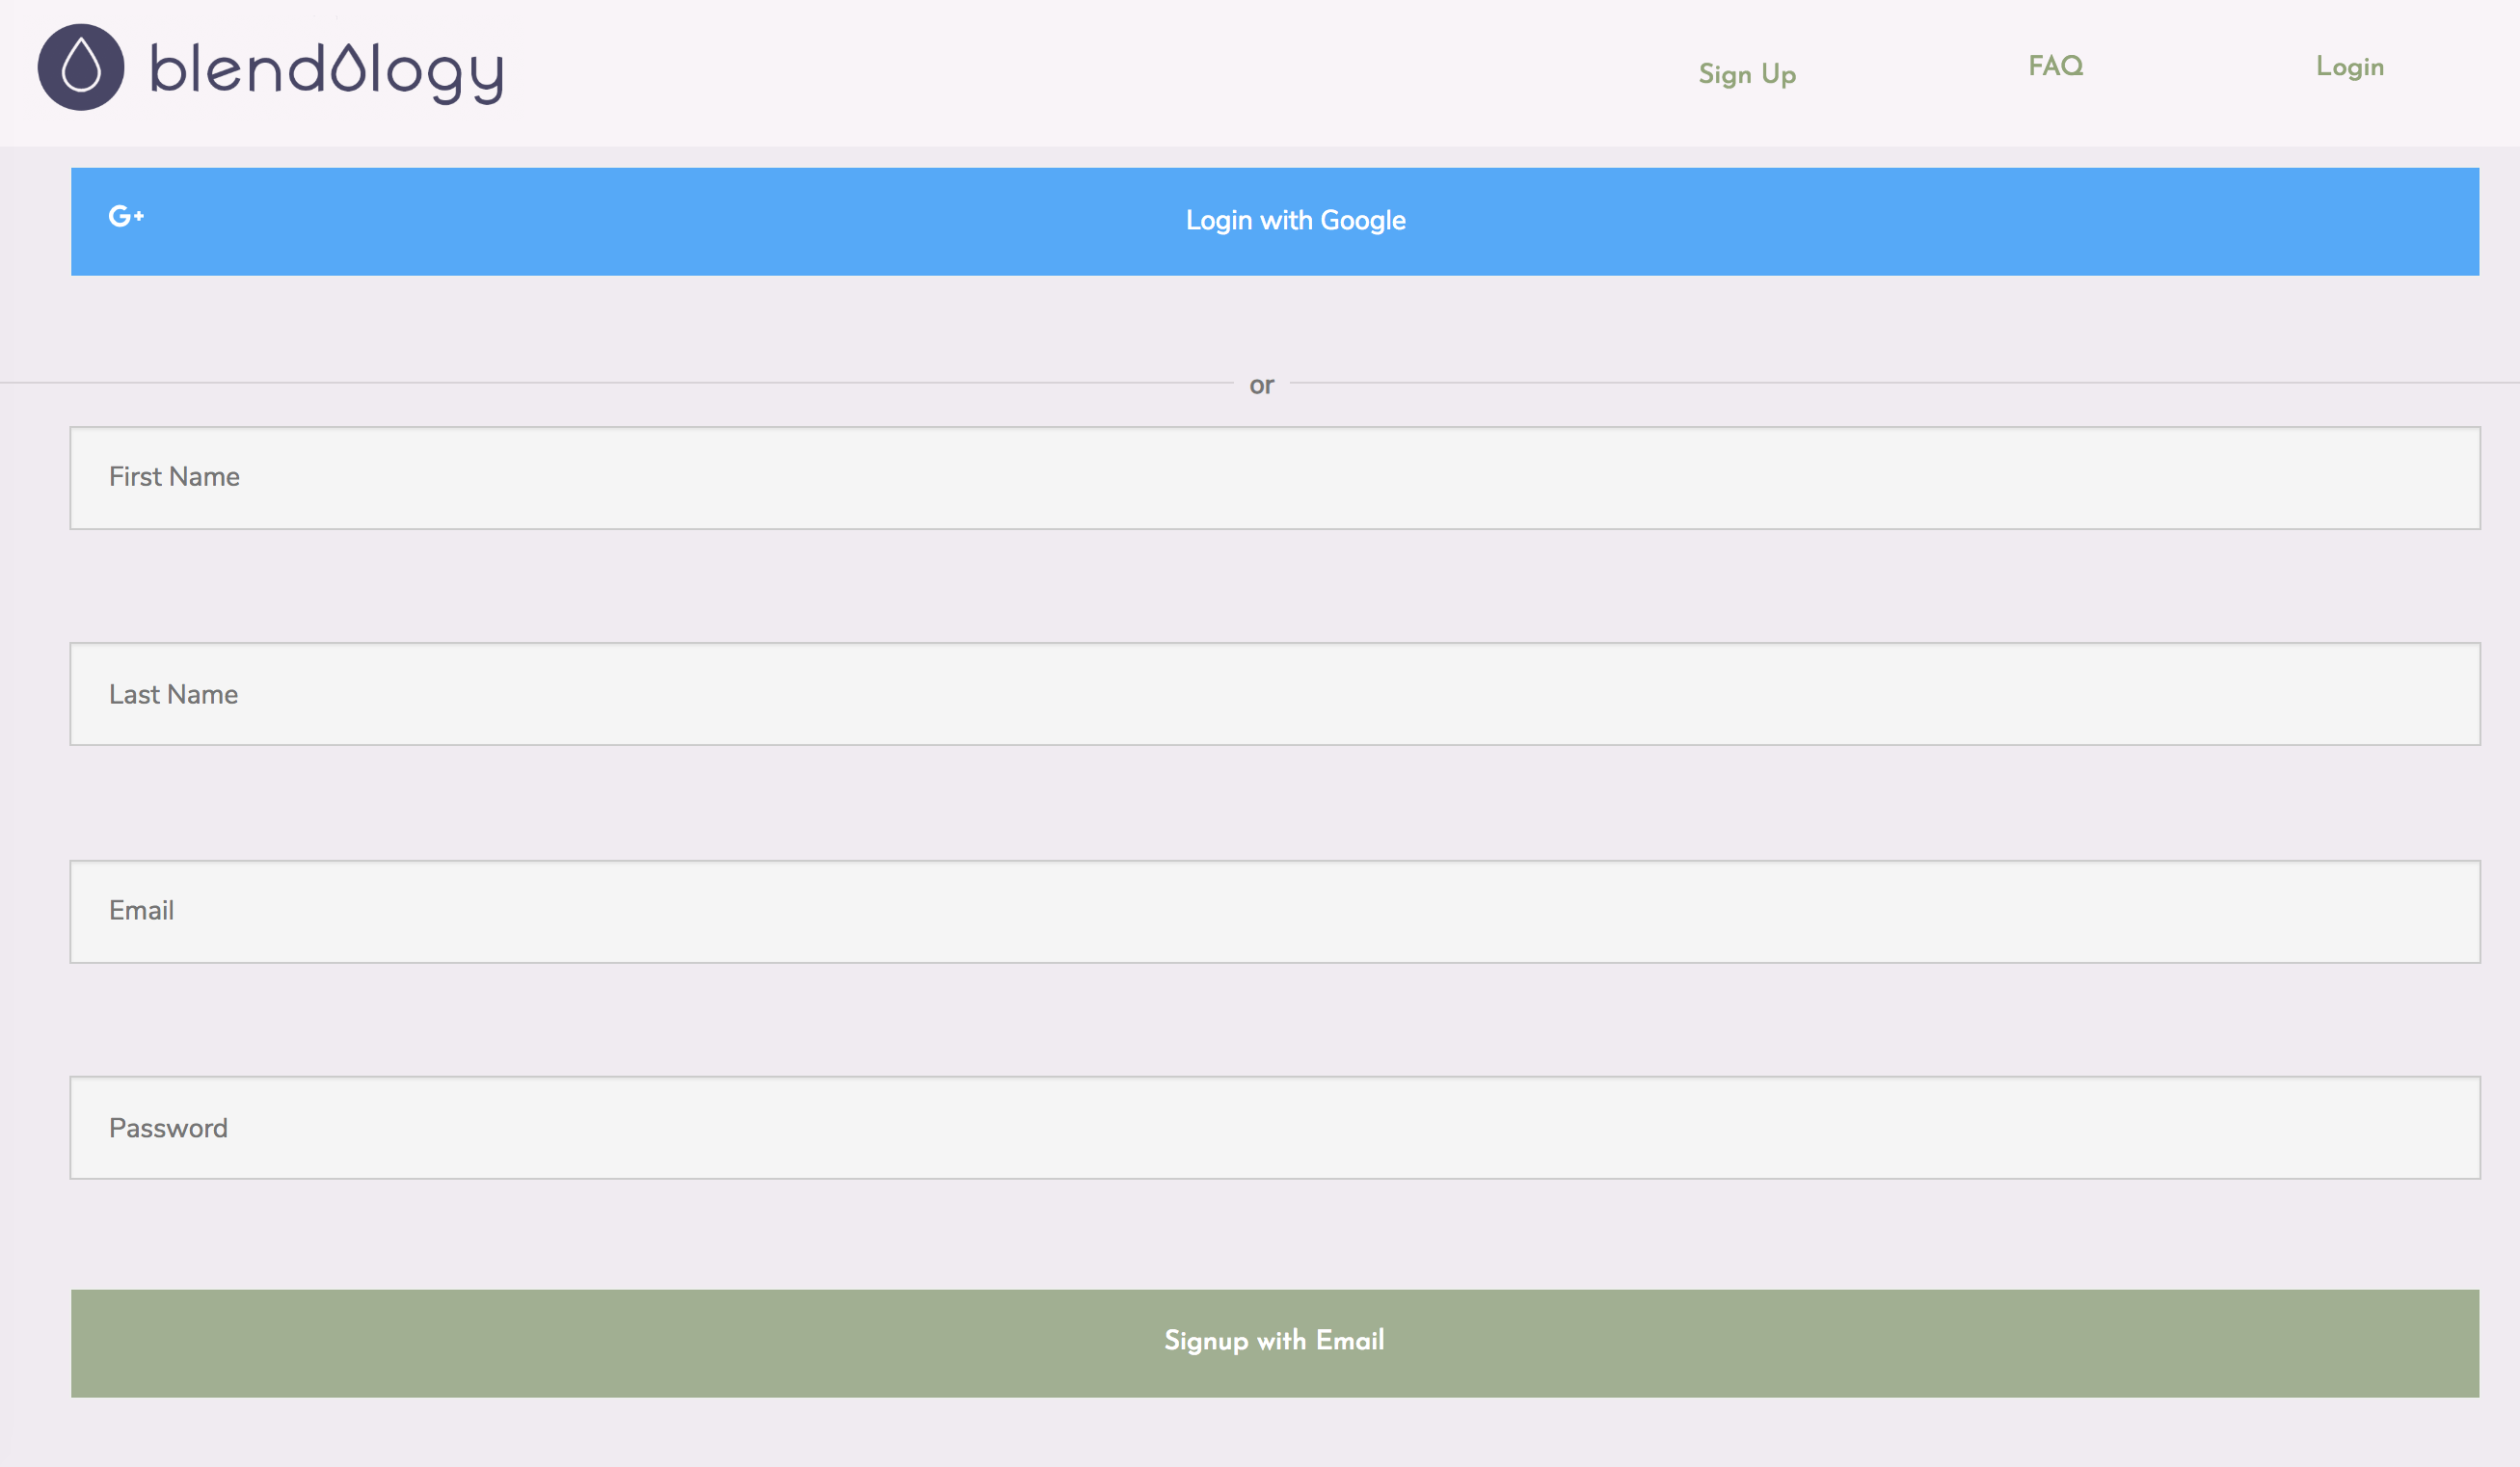 blendology
Sign Up
FAQ
Login
G+
Login with Google
or
First Name
Last Name
Email
Password
Signup with Email